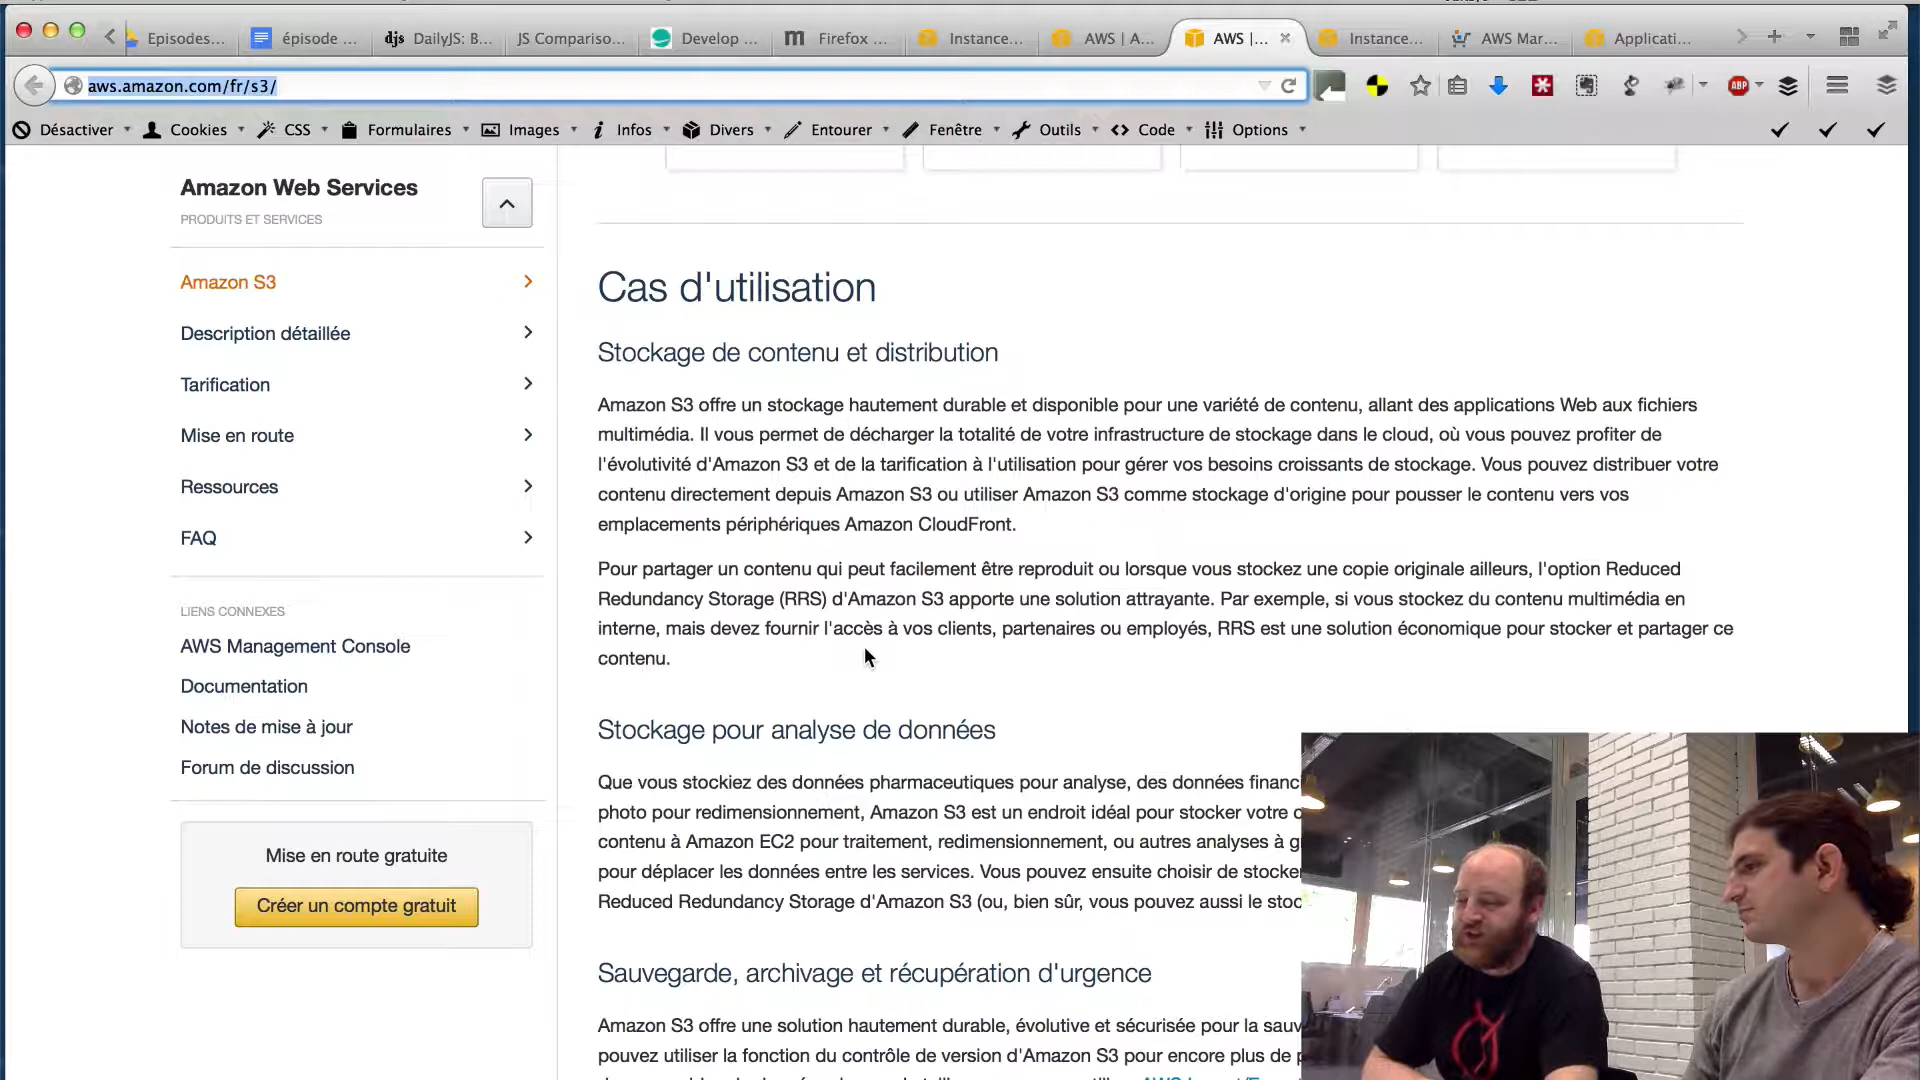 Episodes...
épisode ...
djs DailyJS: B...
JS Compariso...
Develop ...
m Firefox ...
Instance...
AWS | A...
AWS |...
Instance...
AWS Mar...
Applicati...
aws.amazon.com/fr/s3/
ABP
Désactiver
Cookies
CSS
Formulaires
Images
Infos
Divers
Entourer
Fenêtre
Outils
Code
Options
Amazon Web Services
PRODUITS ET SERVICES
Amazon S3
Description détaillée
Tarification
Mise en route
Ressources
FAQ
LIENS CONNEXES
AWS Management Console
Documentation
Notes de mise à jour
Forum de discussion
Mise en route gratuite
Créer un compte gratuit
Cas d'utilisation
Stockage de contenu et distribution
Amazon S3 offre un stockage hautement durable et disponible pour une variété de contenu, allant des applications Web aux fichiers
multimédia. Il vous permet de décharger la totalité de votre infrastructure de stockage dans le cloud, où vous pouvez profiter de
l'évolutivité d'Amazon S3 et de la tarification à l'utilisation pour gérer vos besoins croissants de stockage. Vous pouvez distribuer votre
contenu directement depuis Amazon S3 ou utiliser Amazon S3 comme stockage d'origine pour pousser le contenu vers vos
emplacements périphériques Amazon CloudFront.
Pour partager un contenu qui peut facilement être reproduit ou lorsque vous stockez une copie originale ailleurs, l'option Reduced
Redundancy Storage (RRS) d'Amazon S3 apporte une solution attrayante. Par exemple, si vous stockez du contenu multimédia en
interne, mais devez fournir l'accès à vos clients, partenaires ou employés, RRS est une solution économique pour stocker et partager ce
contenu.
Stockage pour analyse de données
Que vous stockiez des données pharmaceutiques pour analyse, des données financ
photo pour redimensionnement, Amazon S3 est un endroit idéal pour stocker votre c
contenu à Amazon EC2 pour traitement, redimensionnement, ou autres analyses à g
pour déplacer les données entre les services. Vous pouvez ensuite choisir de stocker
Reduced Redundancy Storage d'Amazon S3 (ou, bien sûr, vous pouvez aussi le stoc
Sauvegarde, archivage et récupération d'urgence
Amazon S3 offre une solution hautement durable, évolutive et sécurisée pour la sauv
pouvez utiliser la fonction du contrôle de version d'Amazon S3 pour encore plus de p